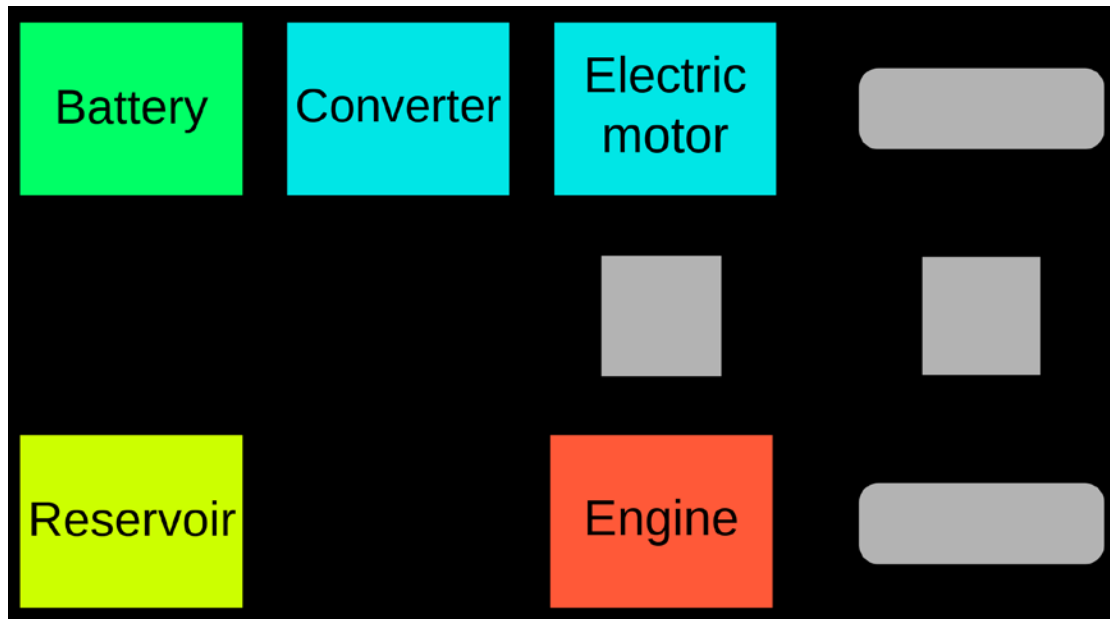 Battery
Converter
Electric
motor
Reservoir
Engine